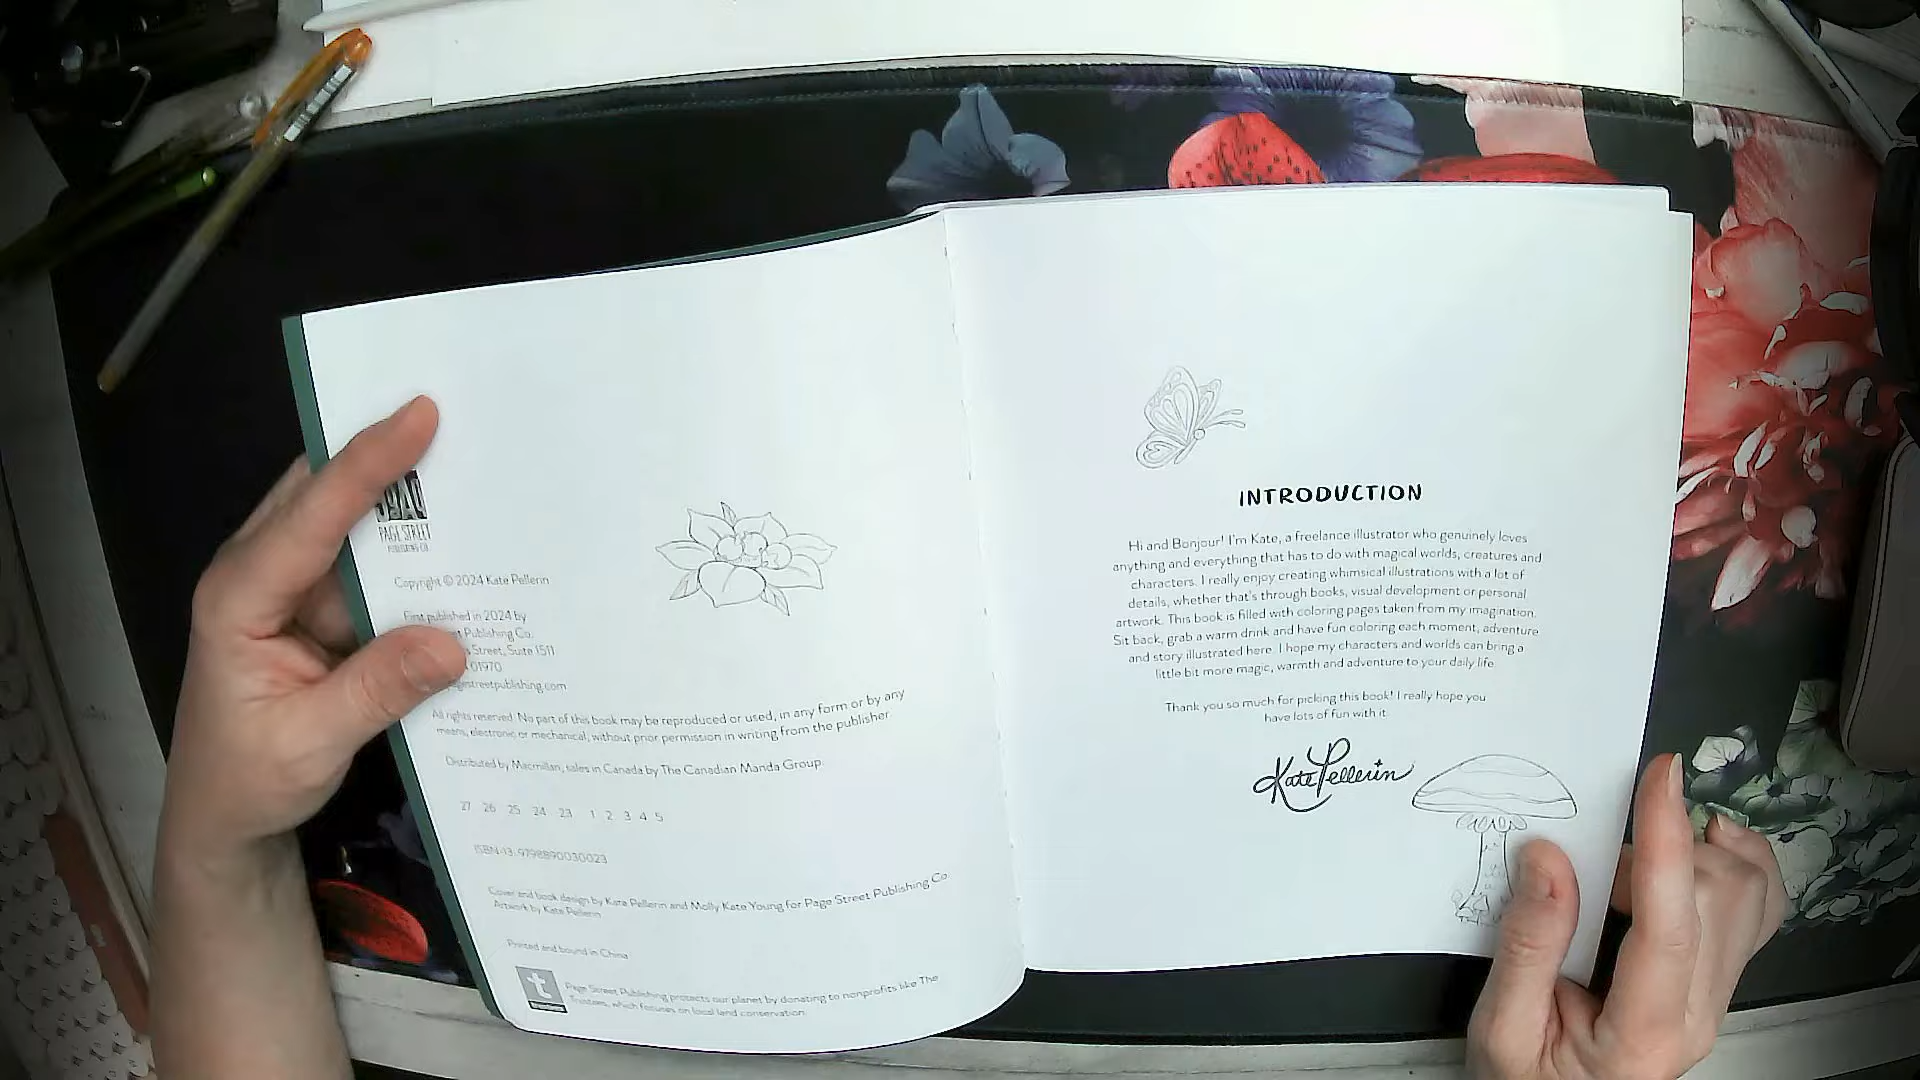 PAGE STREET
PUBLISHING CO.
Copyright © 2024 Kate Pellerin
First published in 2024 by
Publishing Co.
Street, Suite 1511
01970
streetpublishing.com
All rights reserved. No part of this book may be reproduced or used, in any form or by any
means, electronic or mechanical, without prior permission in writing from the publisher.
Distributed by Macmillan, sales in Canada by The Canadian Manda Group.
27 26 25 24 23 1 2 3 4 5
ISBN-13: 9798890030023
Cover and book design by Kate Pellerin and Molly Kate Young for Page Street Publishing Co.
Artwork by Kate Pellerin
Printed and bound in China
t
Page Street Publishing protects our planet by donating to nonprofits like The
Trustees, which focuses on local land conservation.
INTRODUCTION
Hi and Bonjour! I'm Kate, a freelance illustrator who genuinely loves
anything and everything that has to do with magical worlds, creatures and
characters. I really enjoy creating whimsical illustrations with a lot of
details, whether that's through books, visual development or personal
artwork. This book is filled with coloring pages taken from my imagination.
Sit back, grab a warm drink and have fun coloring each moment, adventure
and story illustrated here. I hope my characters and worlds can bring a
little bit more magic, warmth and adventure to your daily life.
Thank you so much for picking this book! I really hope you
have lots of fun with it.
Kate Pellerin